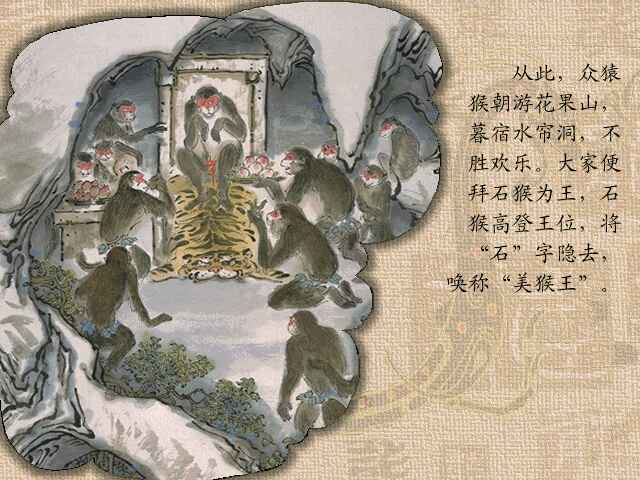 从此，众猿
猴朝游花果山，
暮宿水帘洞，不
胜欢乐。大家便
拜石猴为王，石
猴高登王位，将
“石”字隐去，
唤称“美猴王”。